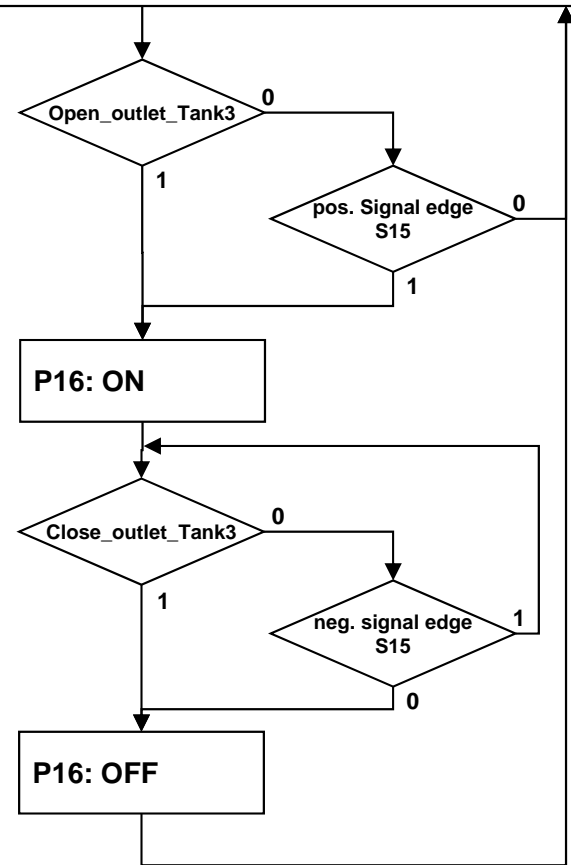 Open_outlet_Tank3
0
1
pos. Signal edge
S15
0
1
P16: ON
Close_outlet_Tank3
0
1
neg. signal edge
S15
1
0
P16: OFF